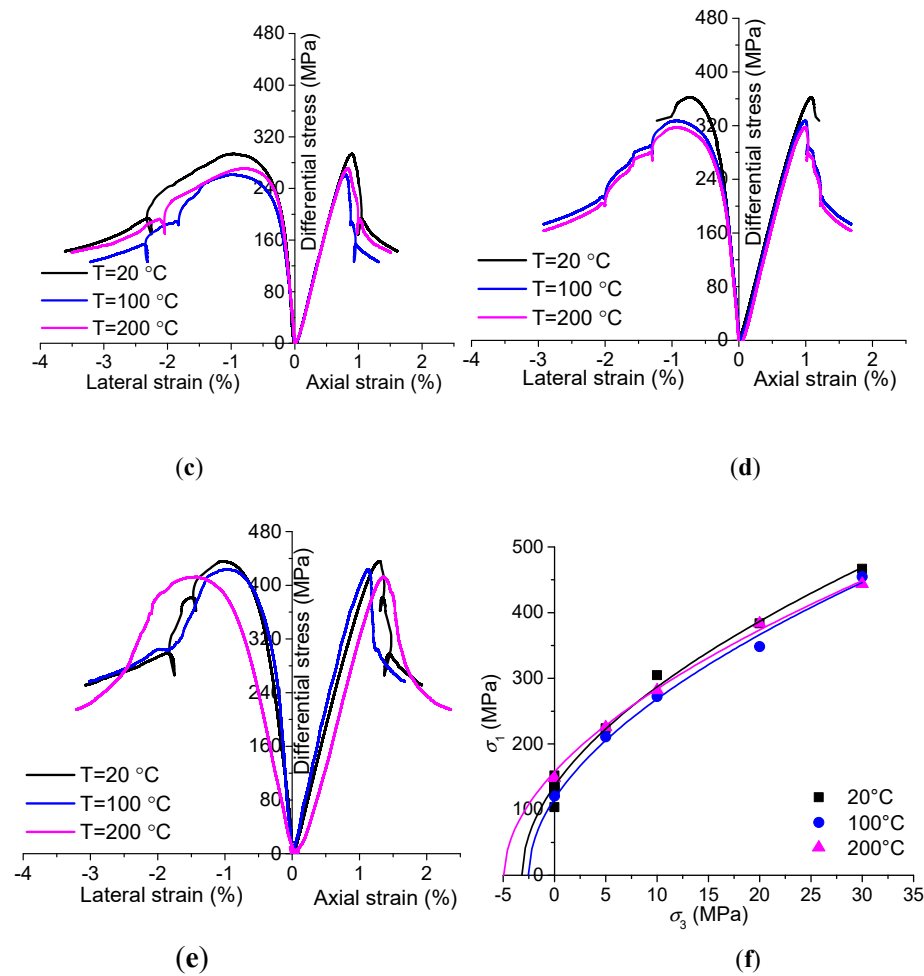 480
400
320
240
160
80
0
Differential stress (MPa)
T=20 °C
T=100 °C
T=200 °C
-4 -3 -2 -1 0 1 2
Lateral strain (%) Axial strain (%)
(c)
480
400
320
240
160
80
0
Differential stress (MPa)
T=20 °C
T=100 °C
T=200 °C
-4 -3 -2 -1 0 1 2
Lateral strain (%) Axial strain (%)
(d)
480
400
320
240
160
80
0
Differential stress (MPa)
T=20 °C
T=100 °C
T=200 °C
-4 -3 -2 -1 0 1 2
Lateral strain (%) Axial strain (%)
(e)
500
400
300
200
100
0
σ1 (MPa)
20°C
100°C
200°C
-5 0 5 10 15 20 25 30 35
σ3 (MPa)
(f)